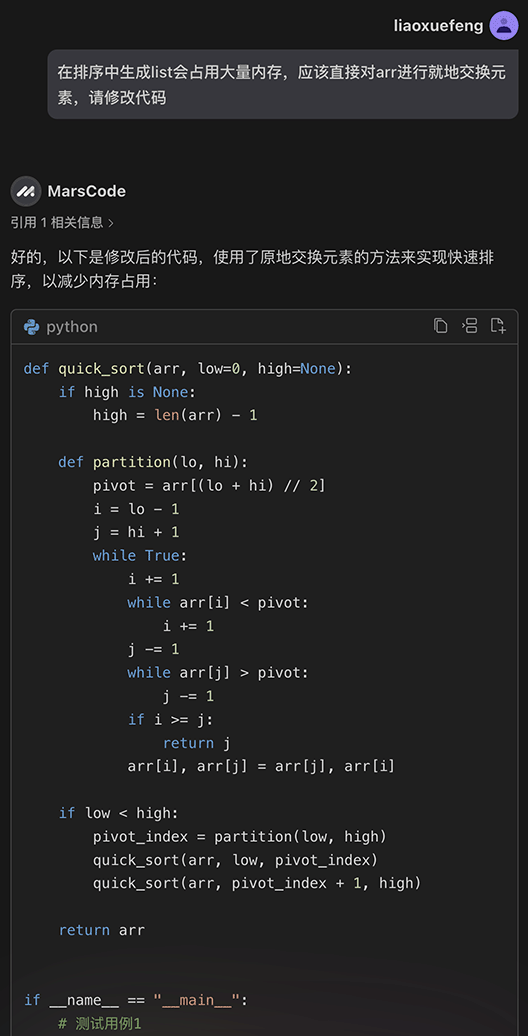 liaoxuefeng
在排序中生成list会占用大量内存，应该直接对arr进行就地交换元
素，请修改代码
MarsCode
引用 1 相关信息 >
好的，以下是修改后的代码，使用了原地交换元素的方法来实现快速排
序，以减少内存占用：
python
def quick_sort(arr, low=0, high=None):
    if high is None:
        high = len(arr) - 1
    def partition(lo, hi):
        pivot = arr[(lo + hi) // 2]
        i = lo - 1
        j = hi + 1
        while True:
            i += 1
            while arr[i] < pivot:
                i += 1
            j -= 1
            while arr[j] > pivot:
                j -= 1
            if i >= j:
                return j
            arr[i], arr[j] = arr[j], arr[i]
    if low < high:
        pivot_index = partition(low, high)
        quick_sort(arr, low, pivot_index)
        quick_sort(arr, pivot_index + 1, high)
    return arr
if __name__ == "__main__":
    # 测试用例1